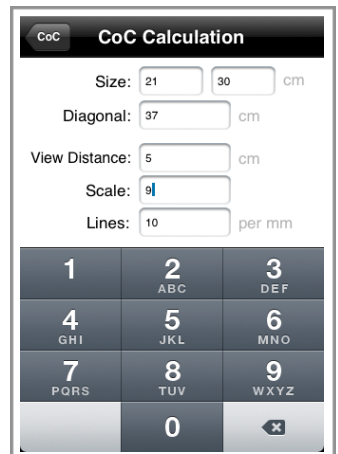 CoC CoC Calculation
Size: 21 30 cm
Diagonal: 37 cm
View Distance: 5 cm
Scale: 9
Lines: 10 per mm
1 2 3
ABC DEF
4 5 6
GHI JKL MNO
7 8 9
PQRS TUV WXYZ
0